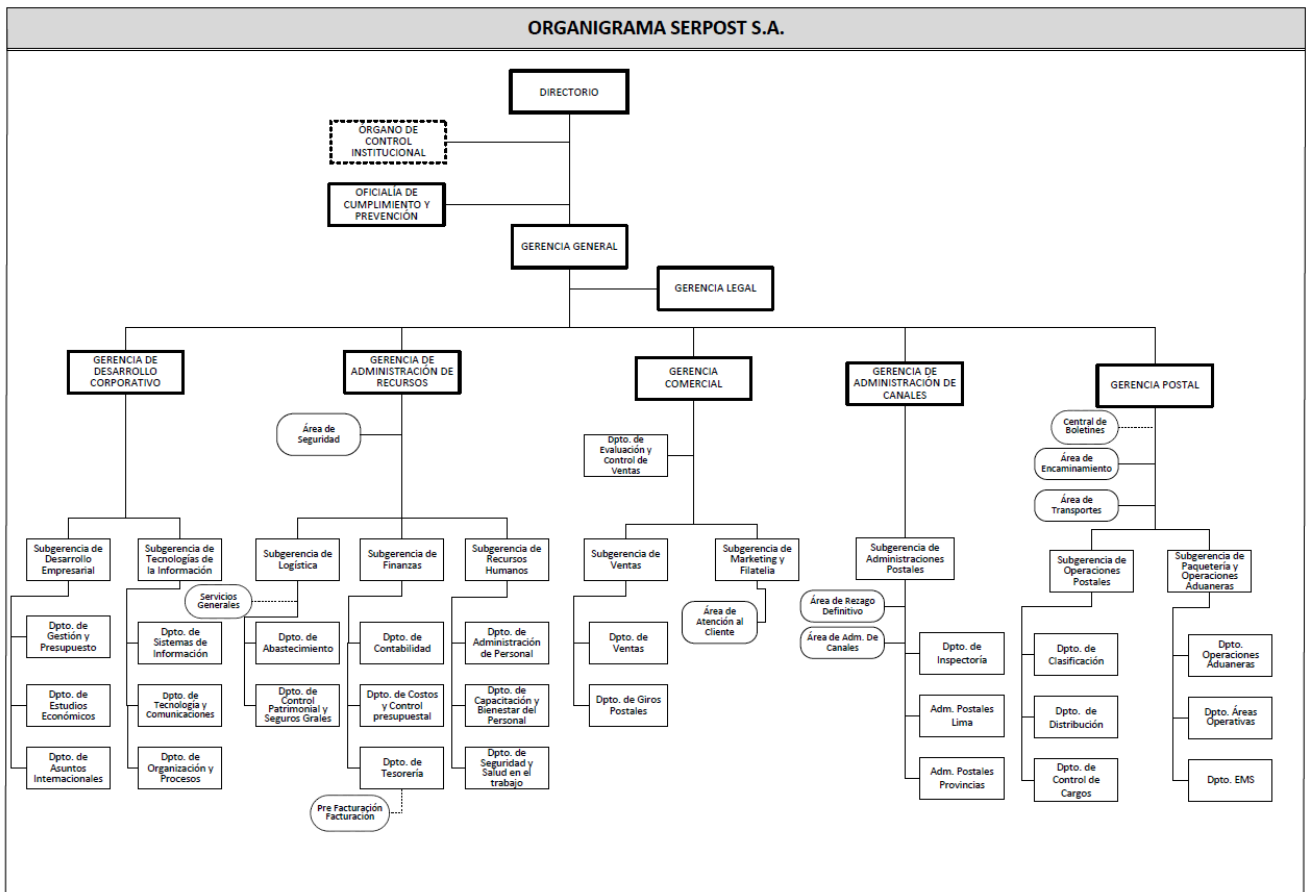 ORGANIGRAMA SERPOST S.A.
DIRECTORIO
ÓRGANO DE
CONTROL
INSTITUCIONAL
OFICIALÍA DE
CUMPLIMIENTO Y
PREVENCIÓN
GERENCIA GENERAL
GERENCIA LEGAL
GERENCIA DE
DESARROLLO
CORPORATIVO
GERENCIA DE
ADMINISTRACIÓN DE
RECURSOS
GERENCIA
COMERCIAL
GERENCIA DE
ADMINISTRACIÓN DE
CANALES
GERENCIA POSTAL
Área de
Seguridad
Dpto. de
Evaluación y
Control de
Ventas
Central de
Boletines
Área de
Encaminamiento
Área de
Transportes
Subgerencia de
Desarrollo
Empresarial
Subgerencia de
Tecnologías de
la Información
Subgerencia de
Logística
Subgerencia de
Finanzas
Subgerencia de
Recursos
Humanos
Subgerencia de
Ventas
Subgerencia de
Marketing y
Filatelia
Subgerencia de
Administraciones
Postales
Subgerencia de
Operaciones
Postales
Subgerencia de
Paquetería y
Operaciones
Aduaneras
Servicios
Generales
Área de
Atención al
Cliente
Área de Rezago
Definitivo
Área de Adm. De
Canales
Dpto. de
Gestión y
Presupuesto
Dpto. de
Sistemas de
Información
Dpto. de
Abastecimiento
Dpto. de
Contabilidad
Dpto. de
Administración
de Personal
Dpto. de
Ventas
Dpto. de
Inspectoría
Dpto. de
Clasificación
Dpto.
Operaciones
Aduaneras
Dpto. de
Estudios
Económicos
Dpto. de
Tecnología y
Comunicaciones
Dpto. de
Control
Patrimonial y
Seguros Grales
Dpto. de Costos
y Control
presupuestal
Dpto. de
Capacitación y
Bienestar del
Personal
Dpto. de Giros
Postales
Adm. Postales
Lima
Dpto. de
Distribución
Dpto. Áreas
Operativas
Dpto. de
Asuntos
Internacionales
Dpto. de
Organización y
Procesos
Dpto. de
Tesorería
Dpto. de
Seguridad y
Salud en el
trabajo
Adm. Postales
Provincias
Dpto. de
Control de
Cargos
Dpto. EMS
Pre Facturación
Facturación